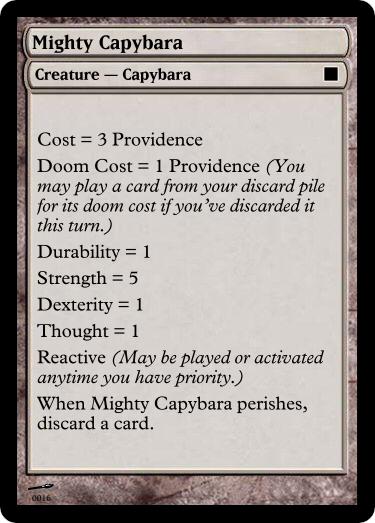 Mighty Capybara
Creature — Capybara
Cost = 3 Providence
Doom Cost = 1 Providence (You
may play a card from your discard pile
for its doom cost if you've discarded it
this turn.)
Durability = 1
Strength = 5
Dexterity = 1
Thought = 1
Reactive (May be played or activated
anytime you have priority.)
When Mighty Capybara perishes,
discard a card.
0016